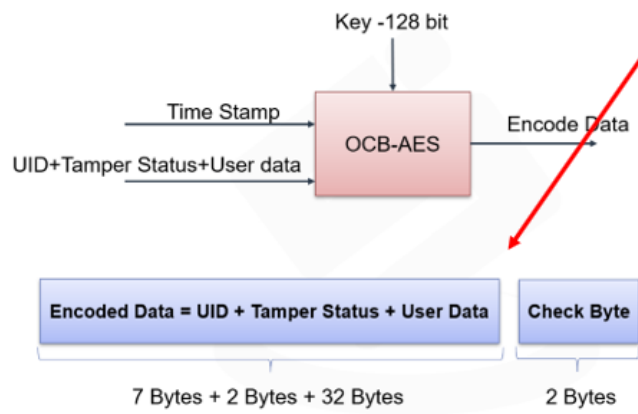 Key -128 bit
Time Stamp
OCB-AES
Encode Data
UID+Tamper Status+User data
Encoded Data = UID + Tamper Status + User Data
Check Byte
7 Bytes + 2 Bytes + 32 Bytes
2 Bytes